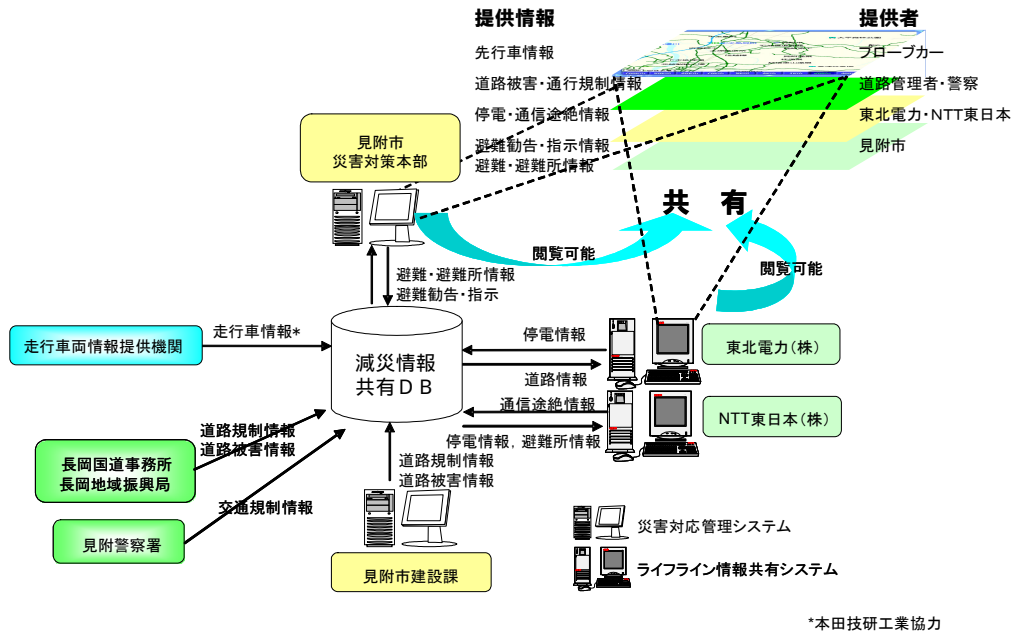 提供情報
提供者
先行車情報
プローブカー
道路被害・通行規制情報
道路管理者・警察
停電・通信途絶情報
東北電力・NTT東日本
避難勧告・指示情報
避難・避難所情報
見附市
見附市
災害対策本部
共 有
閲覧可能
閲覧可能
避難・避難所情報
避難勧告・指示
走行車両情報提供機関
走行車情報*
減災情報
共有DB
停電情報
道路情報
東北電力(株)
通信途絶情報
停電情報, 避難所情報
NTT東日本(株)
道路規制情報
道路被害情報
長岡国道事務所
長岡地域振興局
交通規制情報
見附警察署
道路規制情報
道路被害情報
見附市建設課
災害対応管理システム
ライフライン情報共有システム
*本田技研工業協力